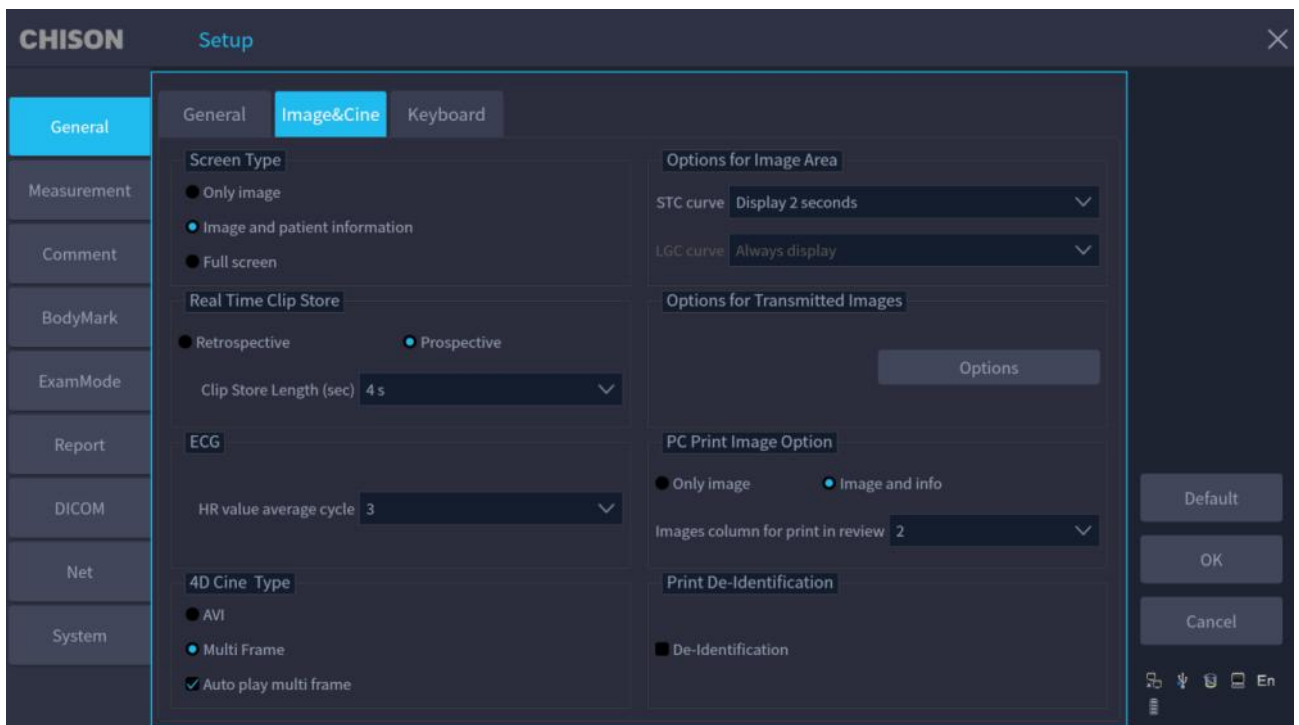 CHISON
Setup
General
Measurement
Comment
BodyMark
ExamMode
Report
DICOM
Net
System
General
Image&Cine
Keyboard
Screen Type
Only image
Image and patient information
Full screen
Real Time Clip Store
Retrospective
Prospective
Clip Store Length (sec) 4 s
ECG
HR value average cycle 3
4D Cine Type
AVI
Multi Frame
Auto play multi frame
Options for Image Area
STC curve Display 2 seconds
LGC curve Always display
Options for Transmitted Images
Options
PC Print Image Option
Only image
Image and info
Images column for print in review 2
Print De-Identification
De-Identification
Default
OK
Cancel
En